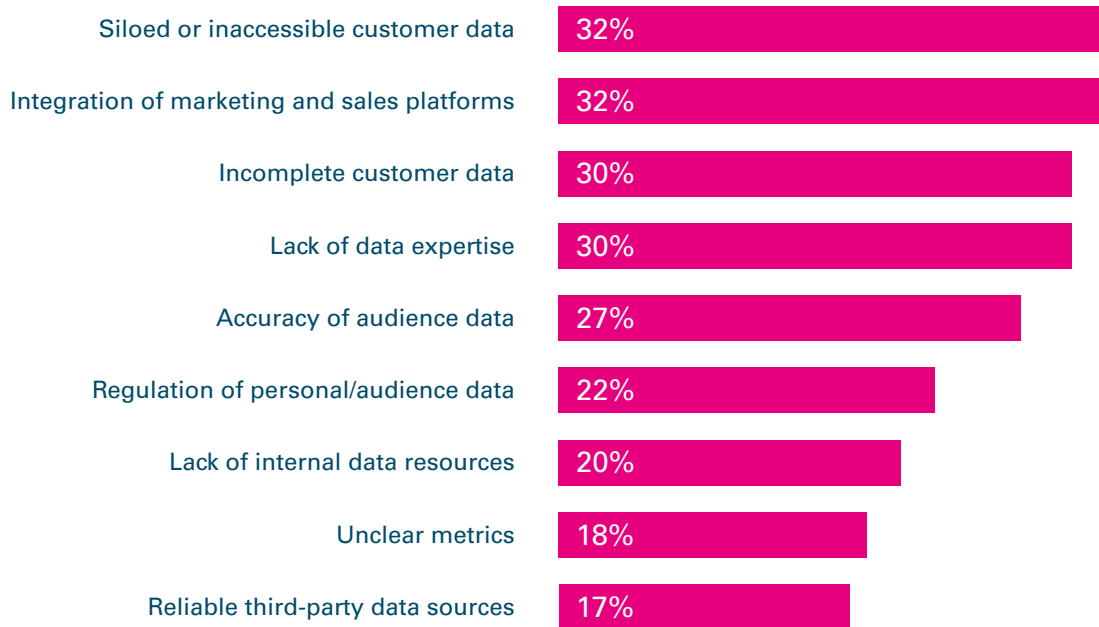 Siloed or inaccessible customer data 32%
Integration of marketing and sales platforms 32%
Incomplete customer data 30%
Lack of data expertise 30%
Accuracy of audience data 27%
Regulation of personal/audience data 22%
Lack of internal data resources 20%
Unclear metrics 18%
Reliable third-party data sources 17%